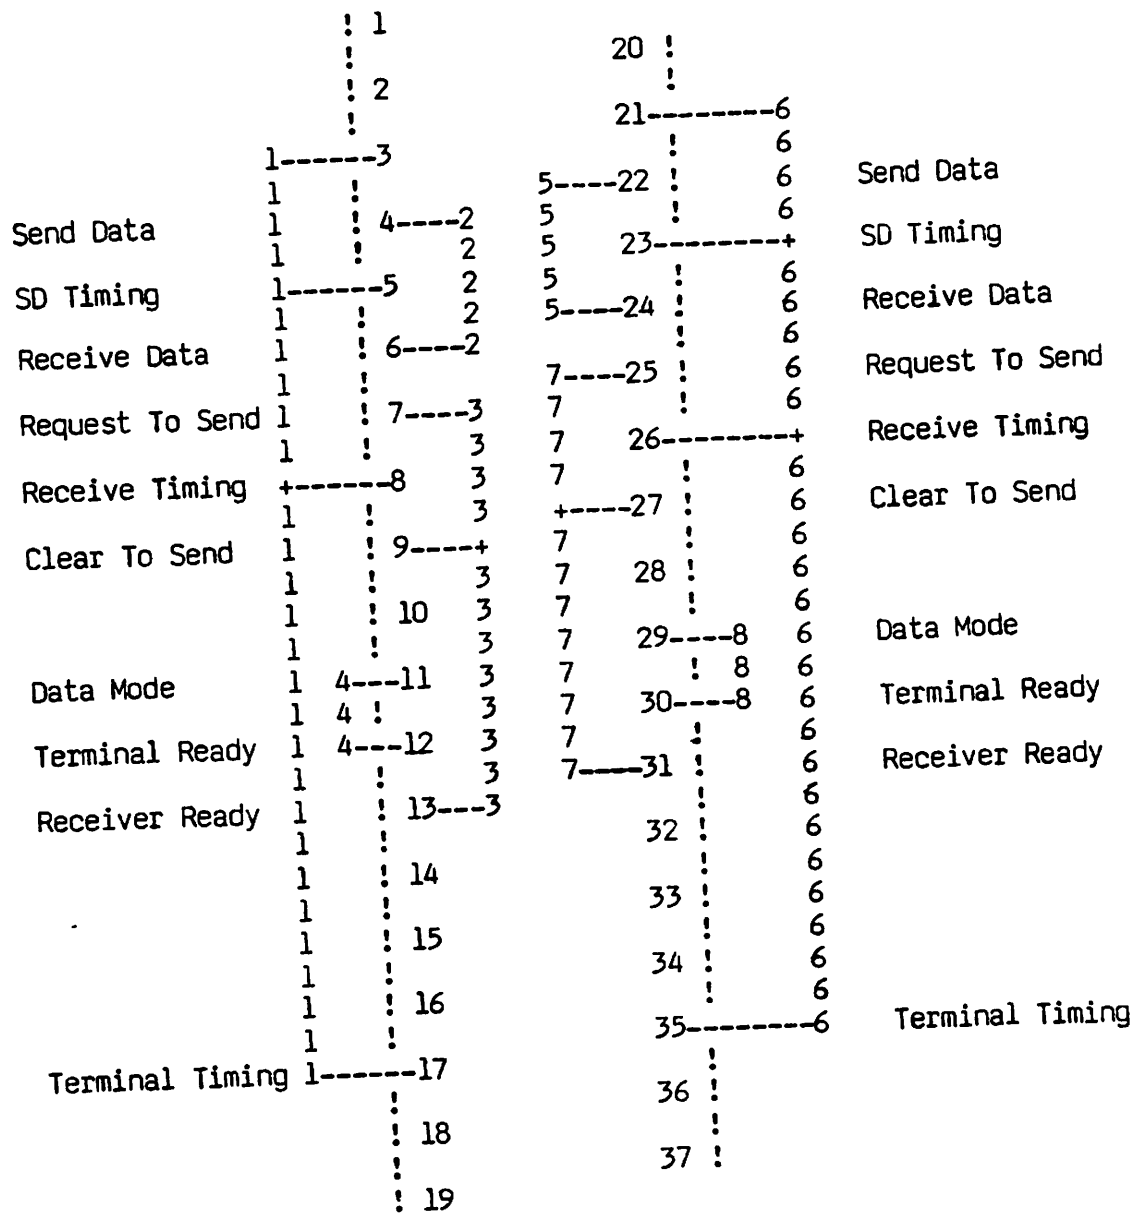 ! 1
!
! 2
!
1------3
1 !
Send Data 1 ! 4----2
1 ! 2
SD Timing 1------5 2
1 ! 2
Receive Data 1 ! 6----2
1 !
Request To Send 1 ! 7----3
1 ! 3
Receive Timing +------8 3
1 ! 3
Clear To Send 1 ! 9----+
1 ! 3
1 ! 10 3
1 ! 3
Data Mode 1 4---11 3
1 4 ! 3
Terminal Ready 1 4---12 3
1 ! 3
Receiver Ready 1 ! 13---3
1 !
1 ! 14
1 !
1 ! 15
1 !
1 ! 16
1 !
Terminal Timing 1------17
!
! 18
!
! 19
20 !
!
21--------6
! 6
5----22 ! 6 Send Data
5 ! 6
5 23--------+ SD Timing
5 ! 6
5----24 ! 6 Receive Data
! 6
7----25 ! 6 Request To Send
7 ! 6
7 26--------+ Receive Timing
7 ! 6
+----27 ! 6 Clear To Send
7 ! 6
7 28 ! 6
7 ! 6
7 29----8 6 Data Mode
7 ! 8 6
7 30----8 6 Terminal Ready
7 ! 6
7----31 ! 6 Receiver Ready
! 6
32 ! 6
! 6
33 ! 6
! 6
34 ! 6
! 6
35--------6 Terminal Timing
!
36 !
!
37 !